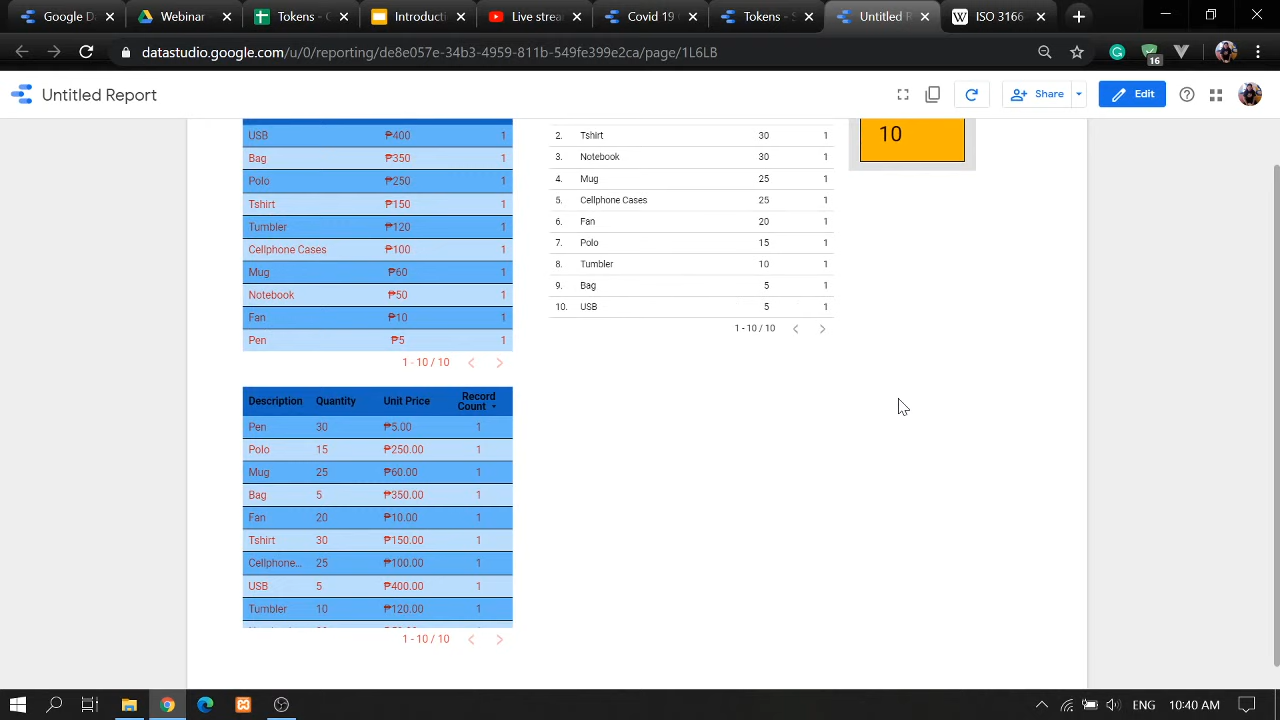 Google Da
Webinar
Tokens - C
Introducti
Live strea
Covid 19
Tokens - S
Untitled R
ISO 3166
datastudio.google.com/u/0/reporting/de8e057e-34b3-4959-811b-549fe399e2ca/page/1L6LB
16
Untitled Report
Share
Edit
USB ₱400 1
Bag ₱350 1
Polo ₱250 1
Tshirt ₱150 1
Tumbler ₱120 1
Cellphone Cases ₱100 1
Mug ₱60 1
Notebook ₱50 1
Fan ₱10 1
Pen ₱5 1
1 - 10 / 10
2. Tshirt 30 1
3. Notebook 30 1
4. Mug 25 1
5. Cellphone Cases 25 1
6. Fan 20 1
7. Polo 15 1
8. Tumbler 10 1
9. Bag 5 1
10. USB 5 1
1 - 10 / 10
10
Description Quantity Unit Price Record Count
Pen 30 ₱5.00 1
Polo 15 ₱250.00 1
Mug 25 ₱60.00 1
Bag 5 ₱350.00 1
Fan 20 ₱10.00 1
Tshirt 30 ₱150.00 1
Cellphone... 25 ₱100.00 1
USB 5 ₱400.00 1
Tumbler 10 ₱120.00 1
1 - 10 / 10
ENG 10:40 AM